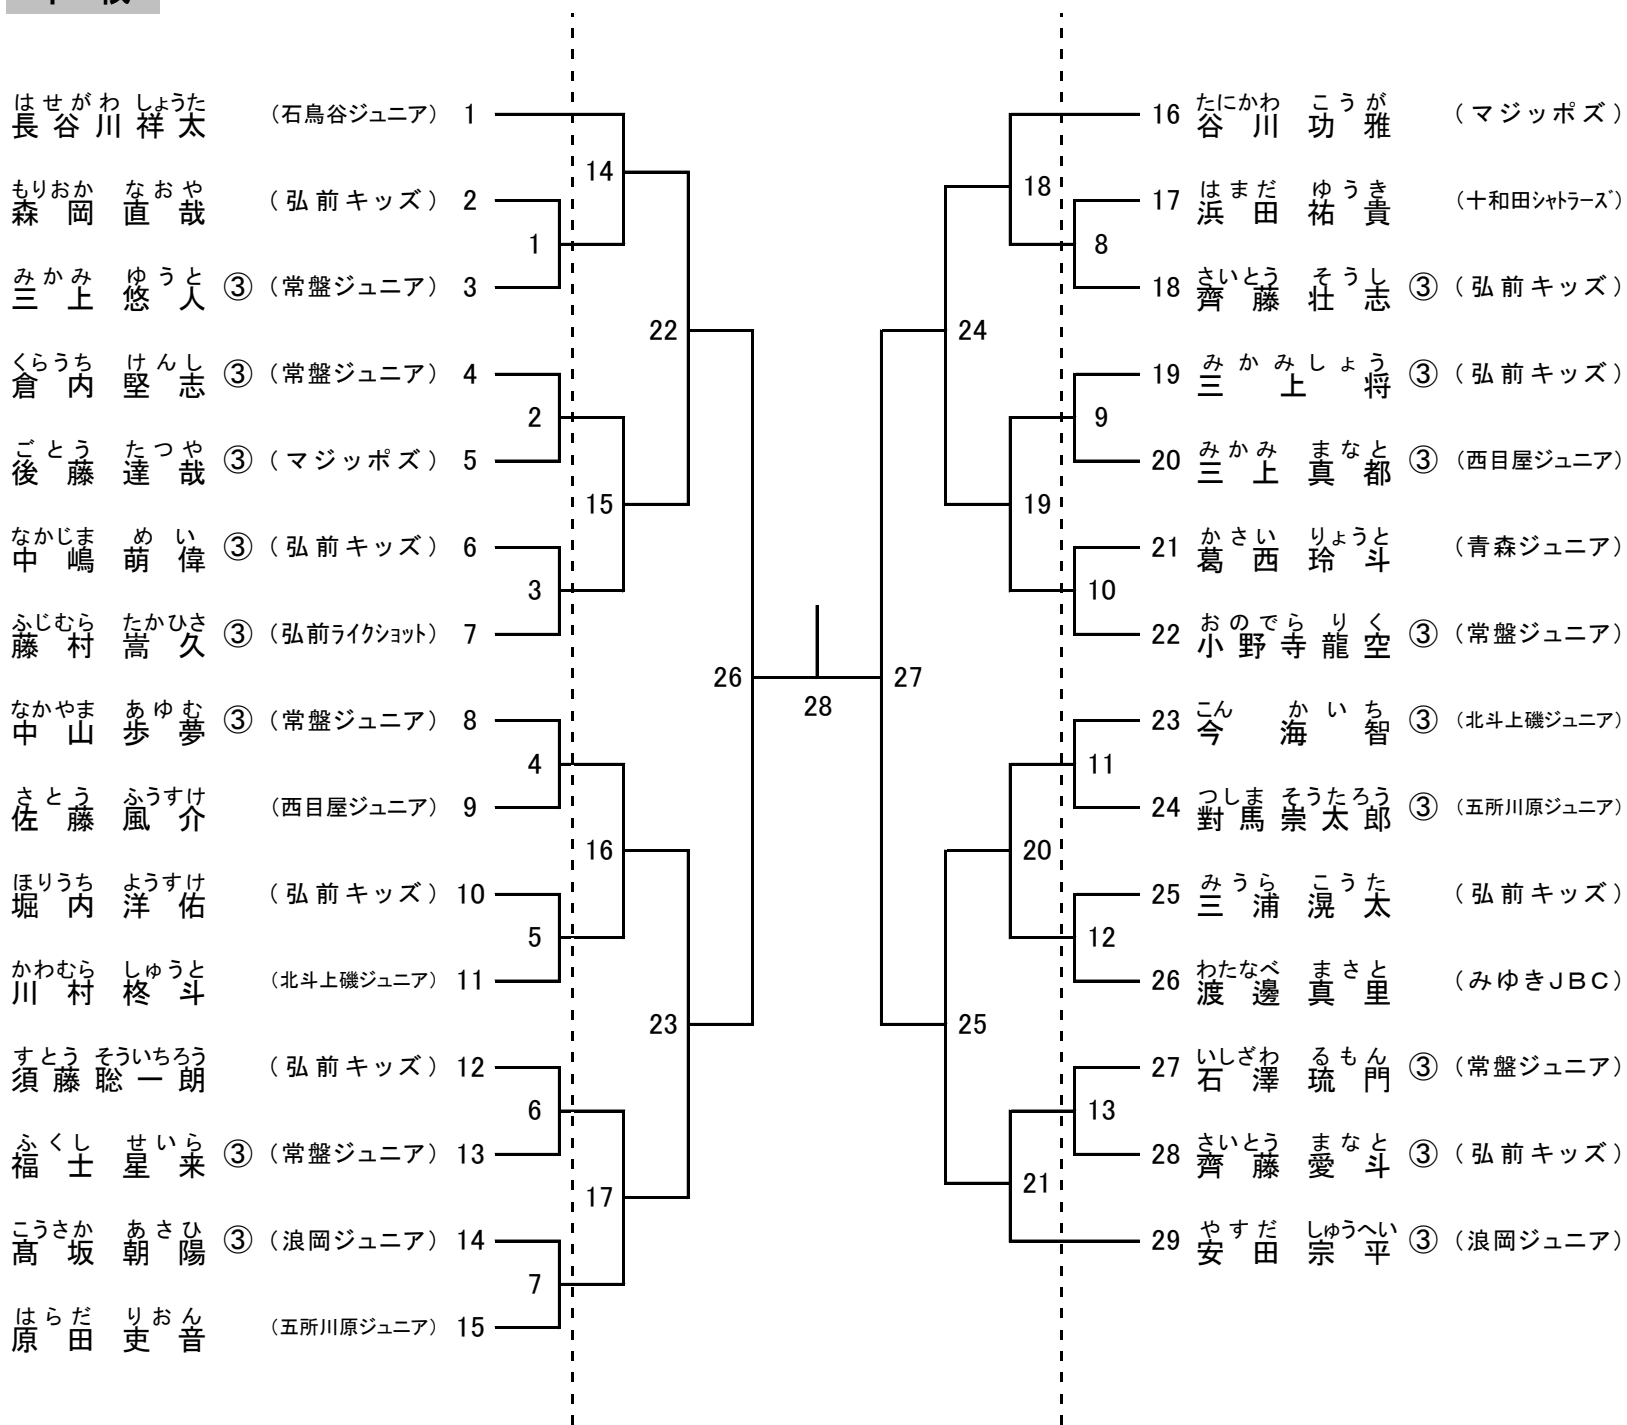 はせがわ しょうた
長谷川祥太 (石鳥谷ジュニア) 1
もりおか なおや
森岡直哉 (弘前キッズ) 2
みかみ ゆうと
三上悠人 ③ (常盤ジュニア) 3
くらうち けんし
倉内堅志 ③ (常盤ジュニア) 4
ごとう たつや
後藤達哉 ③ (マジッポズ) 5
なかじま めい
中嶋萌偉 ③ (弘前キッズ) 6
ふじむら たかひさ
藤村嵩久 ③ (弘前ライクショット) 7
なかやま あゆむ
中山歩夢 ③ (常盤ジュニア) 8
さとう ふうすけ
佐藤風介 (西目屋ジュニア) 9
ほりうち ようすけ
堀内洋佑 (弘前キッズ) 10
かわむら しゅうと
川村柊斗 (北斗上磯ジュニア) 11
すとう そういちろう
須藤聡一朗 (弘前キッズ) 12
ふくし せいら
福士星来 ③ (常盤ジュニア) 13
こうさか あさひ
髙坂朝陽 ③ (浪岡ジュニア) 14
はらだ りおん
原田吏音 (五所川原ジュニア) 15
1
2
3
4
5
6
7
14
15
16
17
22
23
26
28
27
24
25
18
19
20
21
8
9
10
11
12
13
たにかわ こうが
16 谷川功雅 (マジッポズ)
はまだ ゆうき
17 浜田祐貴 (十和田シャトラーズ)
さいとう そうし
18 齊藤壮志 ③ (弘前キッズ)
みかみしょう
19 三上将 ③ (弘前キッズ)
みかみ まなと
20 三上真都 ③ (西目屋ジュニア)
かさい りょうと
21 葛西玲斗 (青森ジュニア)
おのでら りく
22 小野寺龍空 ③ (常盤ジュニア)
こん かいち
23 今海智 ③ (北斗上磯ジュニア)
つしま そうたろう
24 對馬崇太郎 ③ (五所川原ジュニア)
みうら こうた
25 三浦滉太 (弘前キッズ)
わたなべ まさと
26 渡邊真里 (みゆきJBC)
いしざわ るもん
27 石澤琉門 ③ (常盤ジュニア)
さいとう まなと
28 齊藤愛斗 ③ (弘前キッズ)
やすだ しゅうへい
29 安田宗平 ③ (浪岡ジュニア)